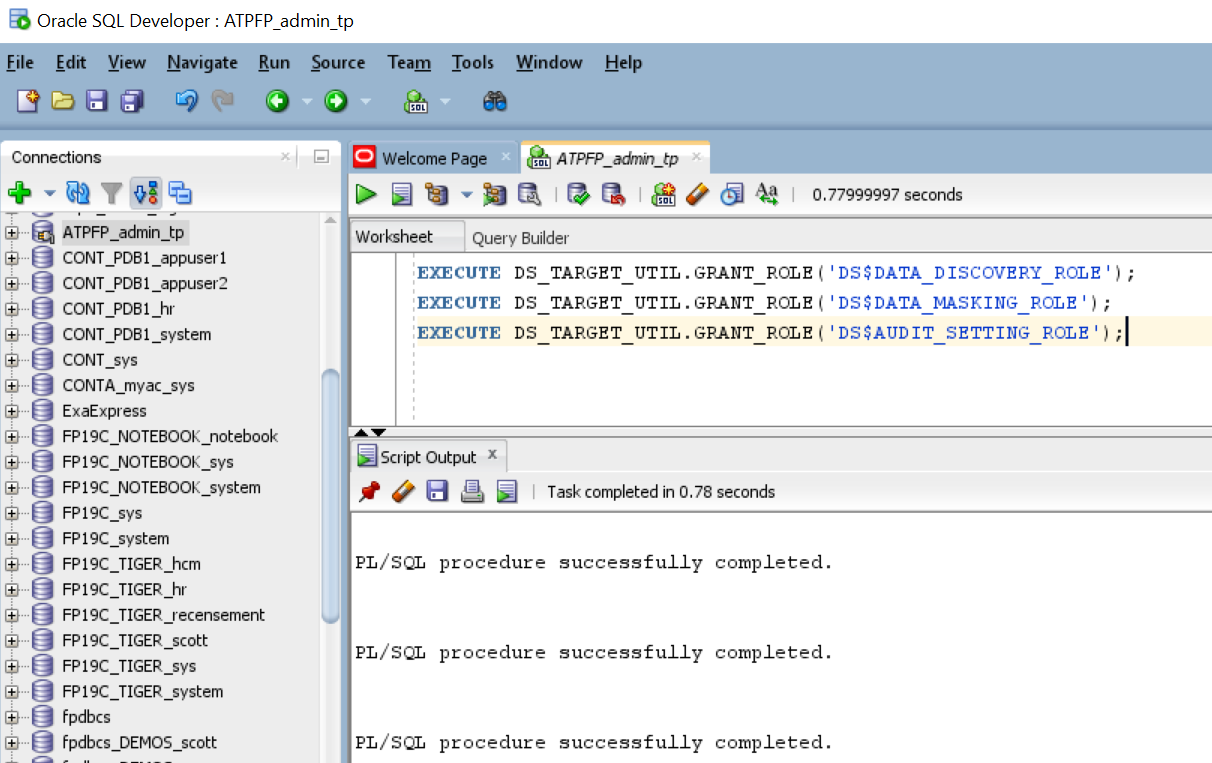 Oracle SQL Developer : ATPFP_admin_tp
File Edit View Navigate Run Source Team Tools Window Help
SQL
Connections
Welcome Page
SQL ATPFP_admin_tp
SQL Aa 0.77999997 seconds
Worksheet Query Builder
ATPFP_admin_tp
CONT_PDB1_appuser1
CONT_PDB1_appuser2
CONT_PDB1_hr
CONT_PDB1_system
CONT_sys
CONTA_myac_sys
ExaExpress
FP19C_NOTEBOOK_notebook
FP19C_NOTEBOOK_sys
FP19C_NOTEBOOK_system
FP19C_sys
FP19C_system
FP19C_TIGER_hcm
FP19C_TIGER_hr
FP19C_TIGER_recensement
FP19C_TIGER_scott
FP19C_TIGER_sys
FP19C_TIGER_system
fpdbcs
fpdbcs_DEMOS_scott
EXECUTE DS_TARGET_UTIL.GRANT_ROLE('DS$DATA_DISCOVERY_ROLE');
EXECUTE DS_TARGET_UTIL.GRANT_ROLE('DS$DATA_MASKING_ROLE');
EXECUTE DS_TARGET_UTIL.GRANT_ROLE('DS$AUDIT_SETTING_ROLE');
Script Output
Task completed in 0.78 seconds
PL/SQL procedure successfully completed.
PL/SQL procedure successfully completed.
PL/SQL procedure successfully completed.